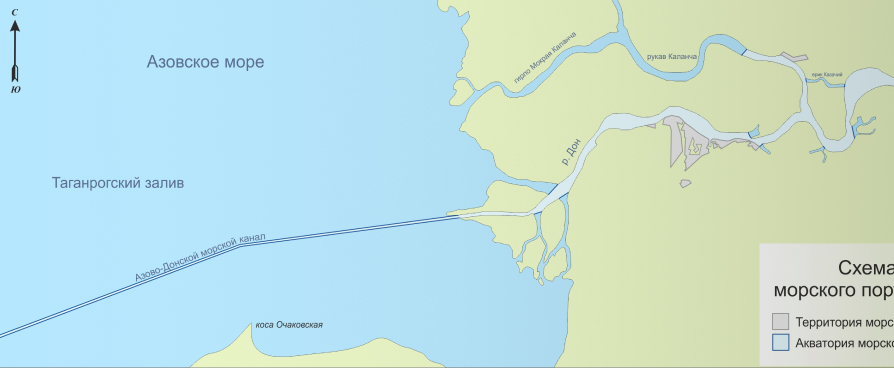 С
Ю
Азовское море
гирло Мокрая Каланча
рукав Каланча
ерик Казачий
р. Дон
Таганрогский залив
Азово-Донской морской канал
коса Очаковская
Схема
морского пор
Территория морс
Акватория морск